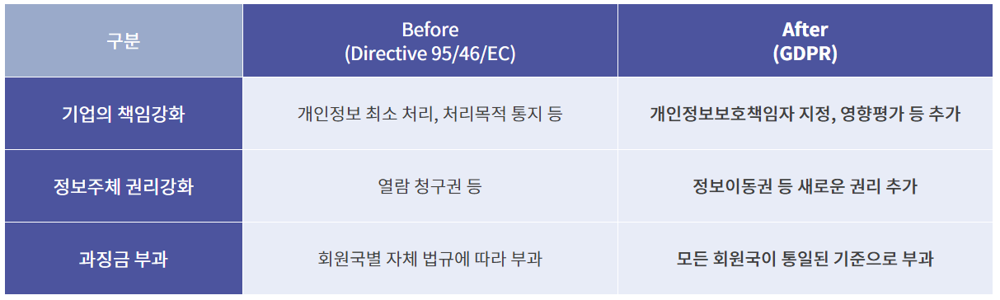 구분
Before
(Directive 95/46/EC)
After
(GDPR)
기업의 책임강화
개인정보 최소 처리, 처리목적 통지 등
개인정보보호책임자 지정, 영향평가 등 추가
정보주체 권리강화
열람 청구권 등
정보이동권 등 새로운 권리 추가
과징금 부과
회원국별 자체 법규에 따라 부과
모든 회원국이 통일된 기준으로 부과